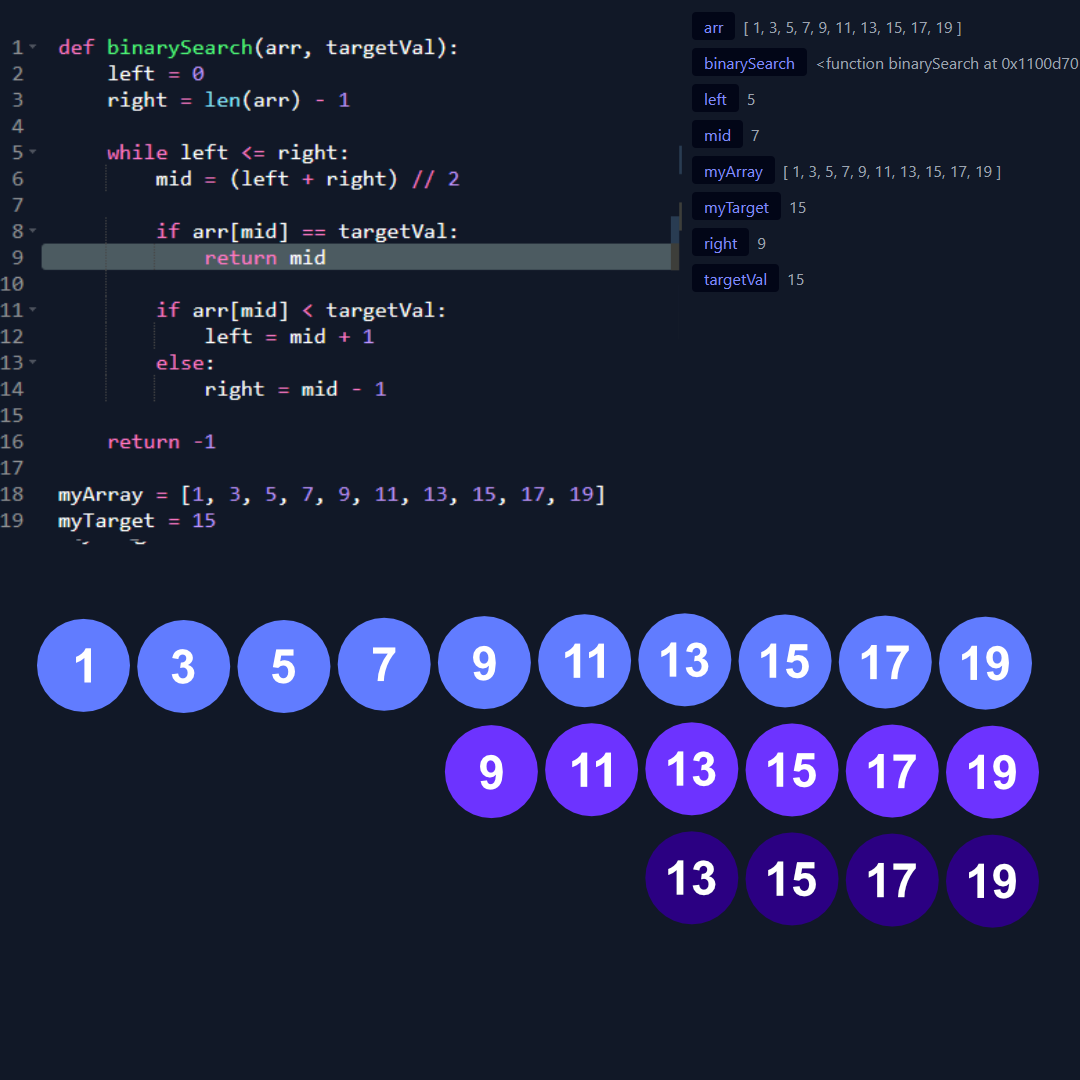 1 def binarySearch(arr, targetVal):
2     left = 0
3     right = len(arr) - 1
4
5     while left <= right:
6         mid = (left + right) // 2
7
8         if arr[mid] == targetVal:
9             return mid
10
11         if arr[mid] < targetVal:
12             left = mid + 1
13         else:
14             right = mid - 1
15
16     return -1
17
18 myArray = [1, 3, 5, 7, 9, 11, 13, 15, 17, 19]
19 myTarget = 15
arr [ 1, 3, 5, 7, 9, 11, 13, 15, 17, 19 ]
binarySearch <function binarySearch at 0x1100d70
left 5
mid 7
myArray [ 1, 3, 5, 7, 9, 11, 13, 15, 17, 19 ]
myTarget 15
right 9
targetVal 15
1 3 5 7 9 11 13 15 17 19
9 11 13 15 17 19
13 15 17 19